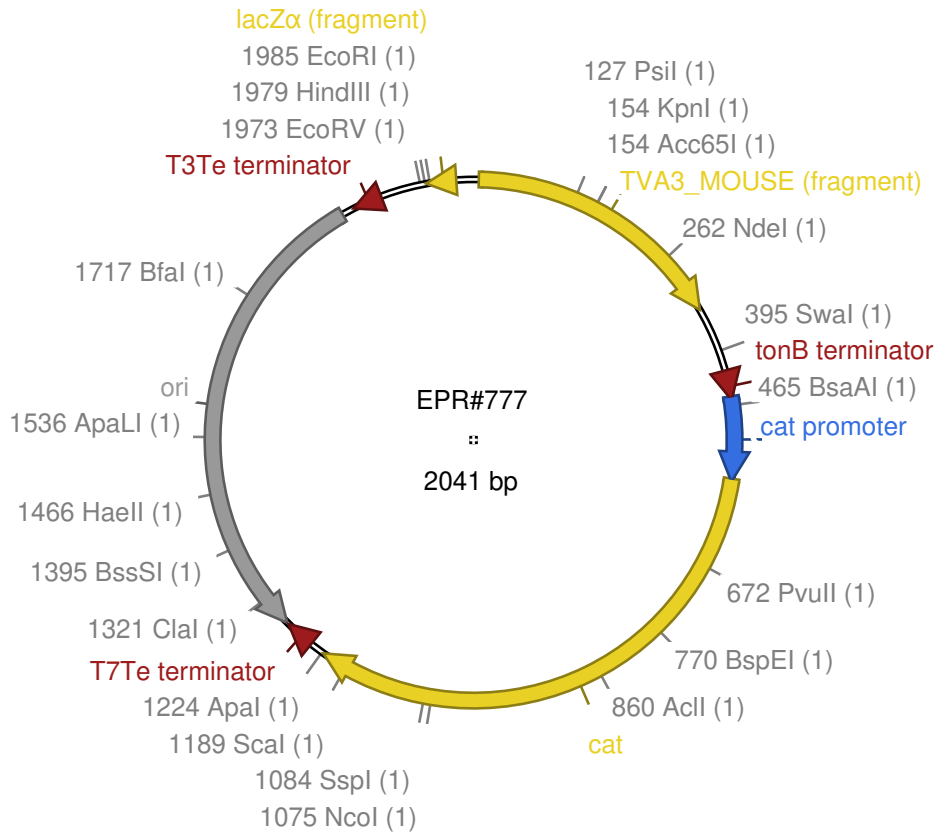 lacZα (fragment)
1985 EcoRI (1)
1979 HindIII (1)
1973 EcoRV (1)
T3Te terminator
127 PsiI (1)
154 KpnI (1)
154 Acc65I (1)
TVA3_MOUSE (fragment)
262 NdeI (1)
395 SwaI (1)
tonB terminator
465 BsaAI (1)
cat promoter
672 PvuII (1)
770 BspEI (1)
860 AclI (1)
cat
1717 BfaI (1)
ori
1536 ApaLI (1)
1466 HaeII (1)
1395 BssSI (1)
1321 ClaI (1)
T7Te terminator
1224 ApaI (1)
1189 ScaI (1)
1084 SspI (1)
1075 NcoI (1)
EPR#777
2041 bp